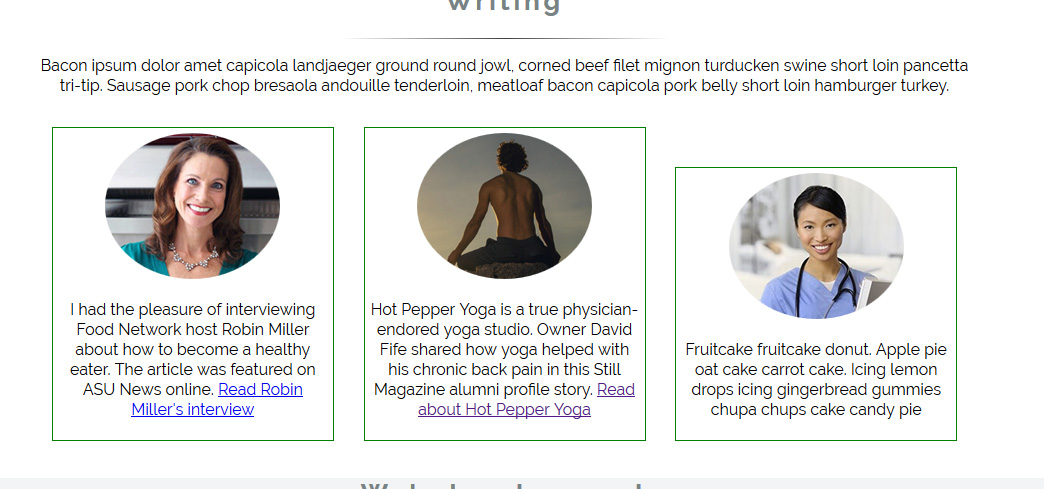 Writing
Bacon ipsum dolor amet capicola landjaeger ground round jowl, corned beef filet mignon turducken swine short loin pancetta
tri-tip. Sausage pork chop bresaola andouille tenderloin, meatloaf bacon capicola pork belly short loin hamburger turkey.
I had the pleasure of interviewing
Food Network host Robin Miller
about how to become a healthy
eater. The article was featured on
ASU News online. Read Robin
Miller's interview
Hot Pepper Yoga is a true physician-
endored yoga studio. Owner David
Fife shared how yoga helped with
his chronic back pain in this Still
Magazine alumni profile story. Read
about Hot Pepper Yoga
Fruitcake fruitcake donut. Apple pie
oat cake carrot cake. Icing lemon
drops icing gingerbread gummies
chupa chups cake candy pie